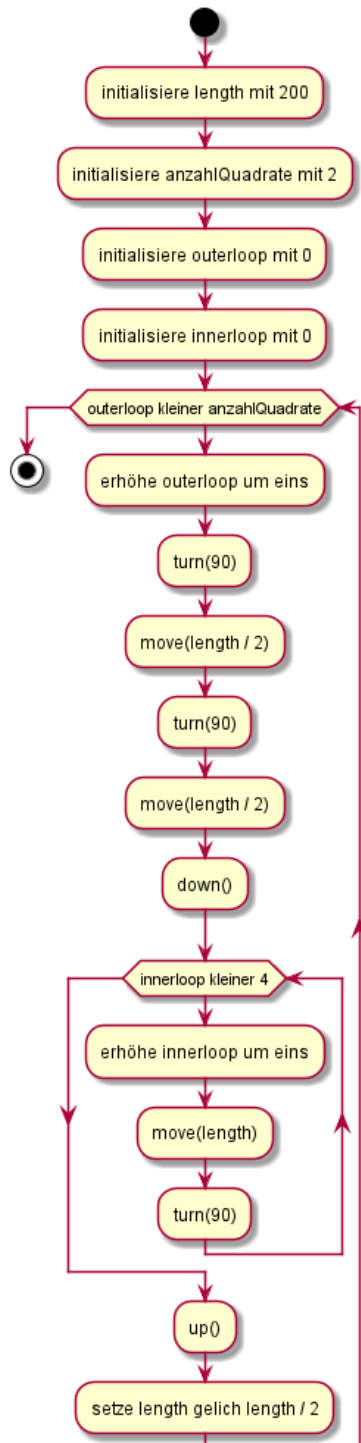 initialisiere length mit 200
initialisiere anzahlQuadrate mit 2
initialisiere outerloop mit 0
initialisiere innerloop mit 0
outerloop kleiner anzahlQuadrate
erhöhe outerloop um eins
turn(90)
move(length / 2)
turn(90)
move(length / 2)
down()
innerloop kleiner 4
erhöhe innerloop um eins
move(length)
turn(90)
up()
setze length gelich length / 2